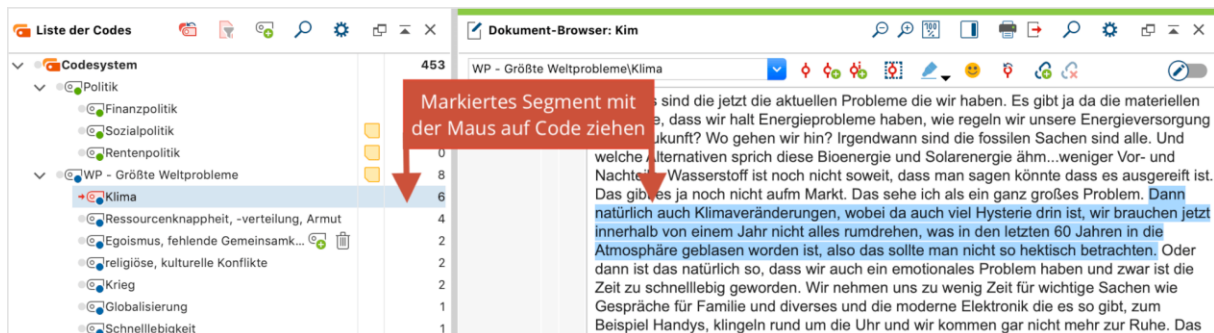 Liste der Codes
Codesystem 453
Politik
Finanzpolitik
Sozialpolitik
Rentenpolitik 0
WP - Größte Weltprobleme 8
Klima 6
Ressourcenknappheit, -verteilung, Armut 4
Egoismus, fehlende Gemeinsamk... 2
religiöse, kulturelle Konflikte 2
Krieg 2
Globalisierung 1
Schnelllebigkeit 1
Markiertes Segment mit
der Maus auf Code ziehen
Dokument-Browser: Kim
100
%
WP - Größte Weltprobleme\Klima
sind die jetzt die aktuellen Probleme die wir haben. Es gibt ja da die materiellen
dass wir halt Energieprobleme haben, wie regeln wir unsere Energieversorgung
Wo gehen wir hin? Irgendwann sind die fossilen Sachen sind alle. Und
welche Alternativen sprich diese Bioenergie und Solarenergie ähm...weniger Vor- und
Wasserstoff ist noch nicht soweit, dass man sagen könnte dass es ausgereift ist.
Das gibt es ja noch nicht aufm Markt. Das sehe ich als ein ganz großes Problem. Dann
natürlich auch Klimaveränderungen, wobei da auch viel Hysterie drin ist, wir brauchen jetzt
innerhalb von einem Jahr nicht alles rumdrehen, was in den letzten 60 Jahren in die
Atmosphäre geblasen worden ist, also das sollte man nicht so hektisch betrachten. Oder
dann ist das natürlich so, dass wir auch ein emotionales Problem haben und zwar ist die
Zeit zu schnelllebig geworden. Wir nehmen uns zu wenig Zeit für wichtige Sachen wie
Gespräche für Familie und diverses und die moderne Elektronik die es so gibt, zum
Beispiel Handys, klingeln rund um die Uhr und wir kommen gar nicht mehr zur Ruhe. Das